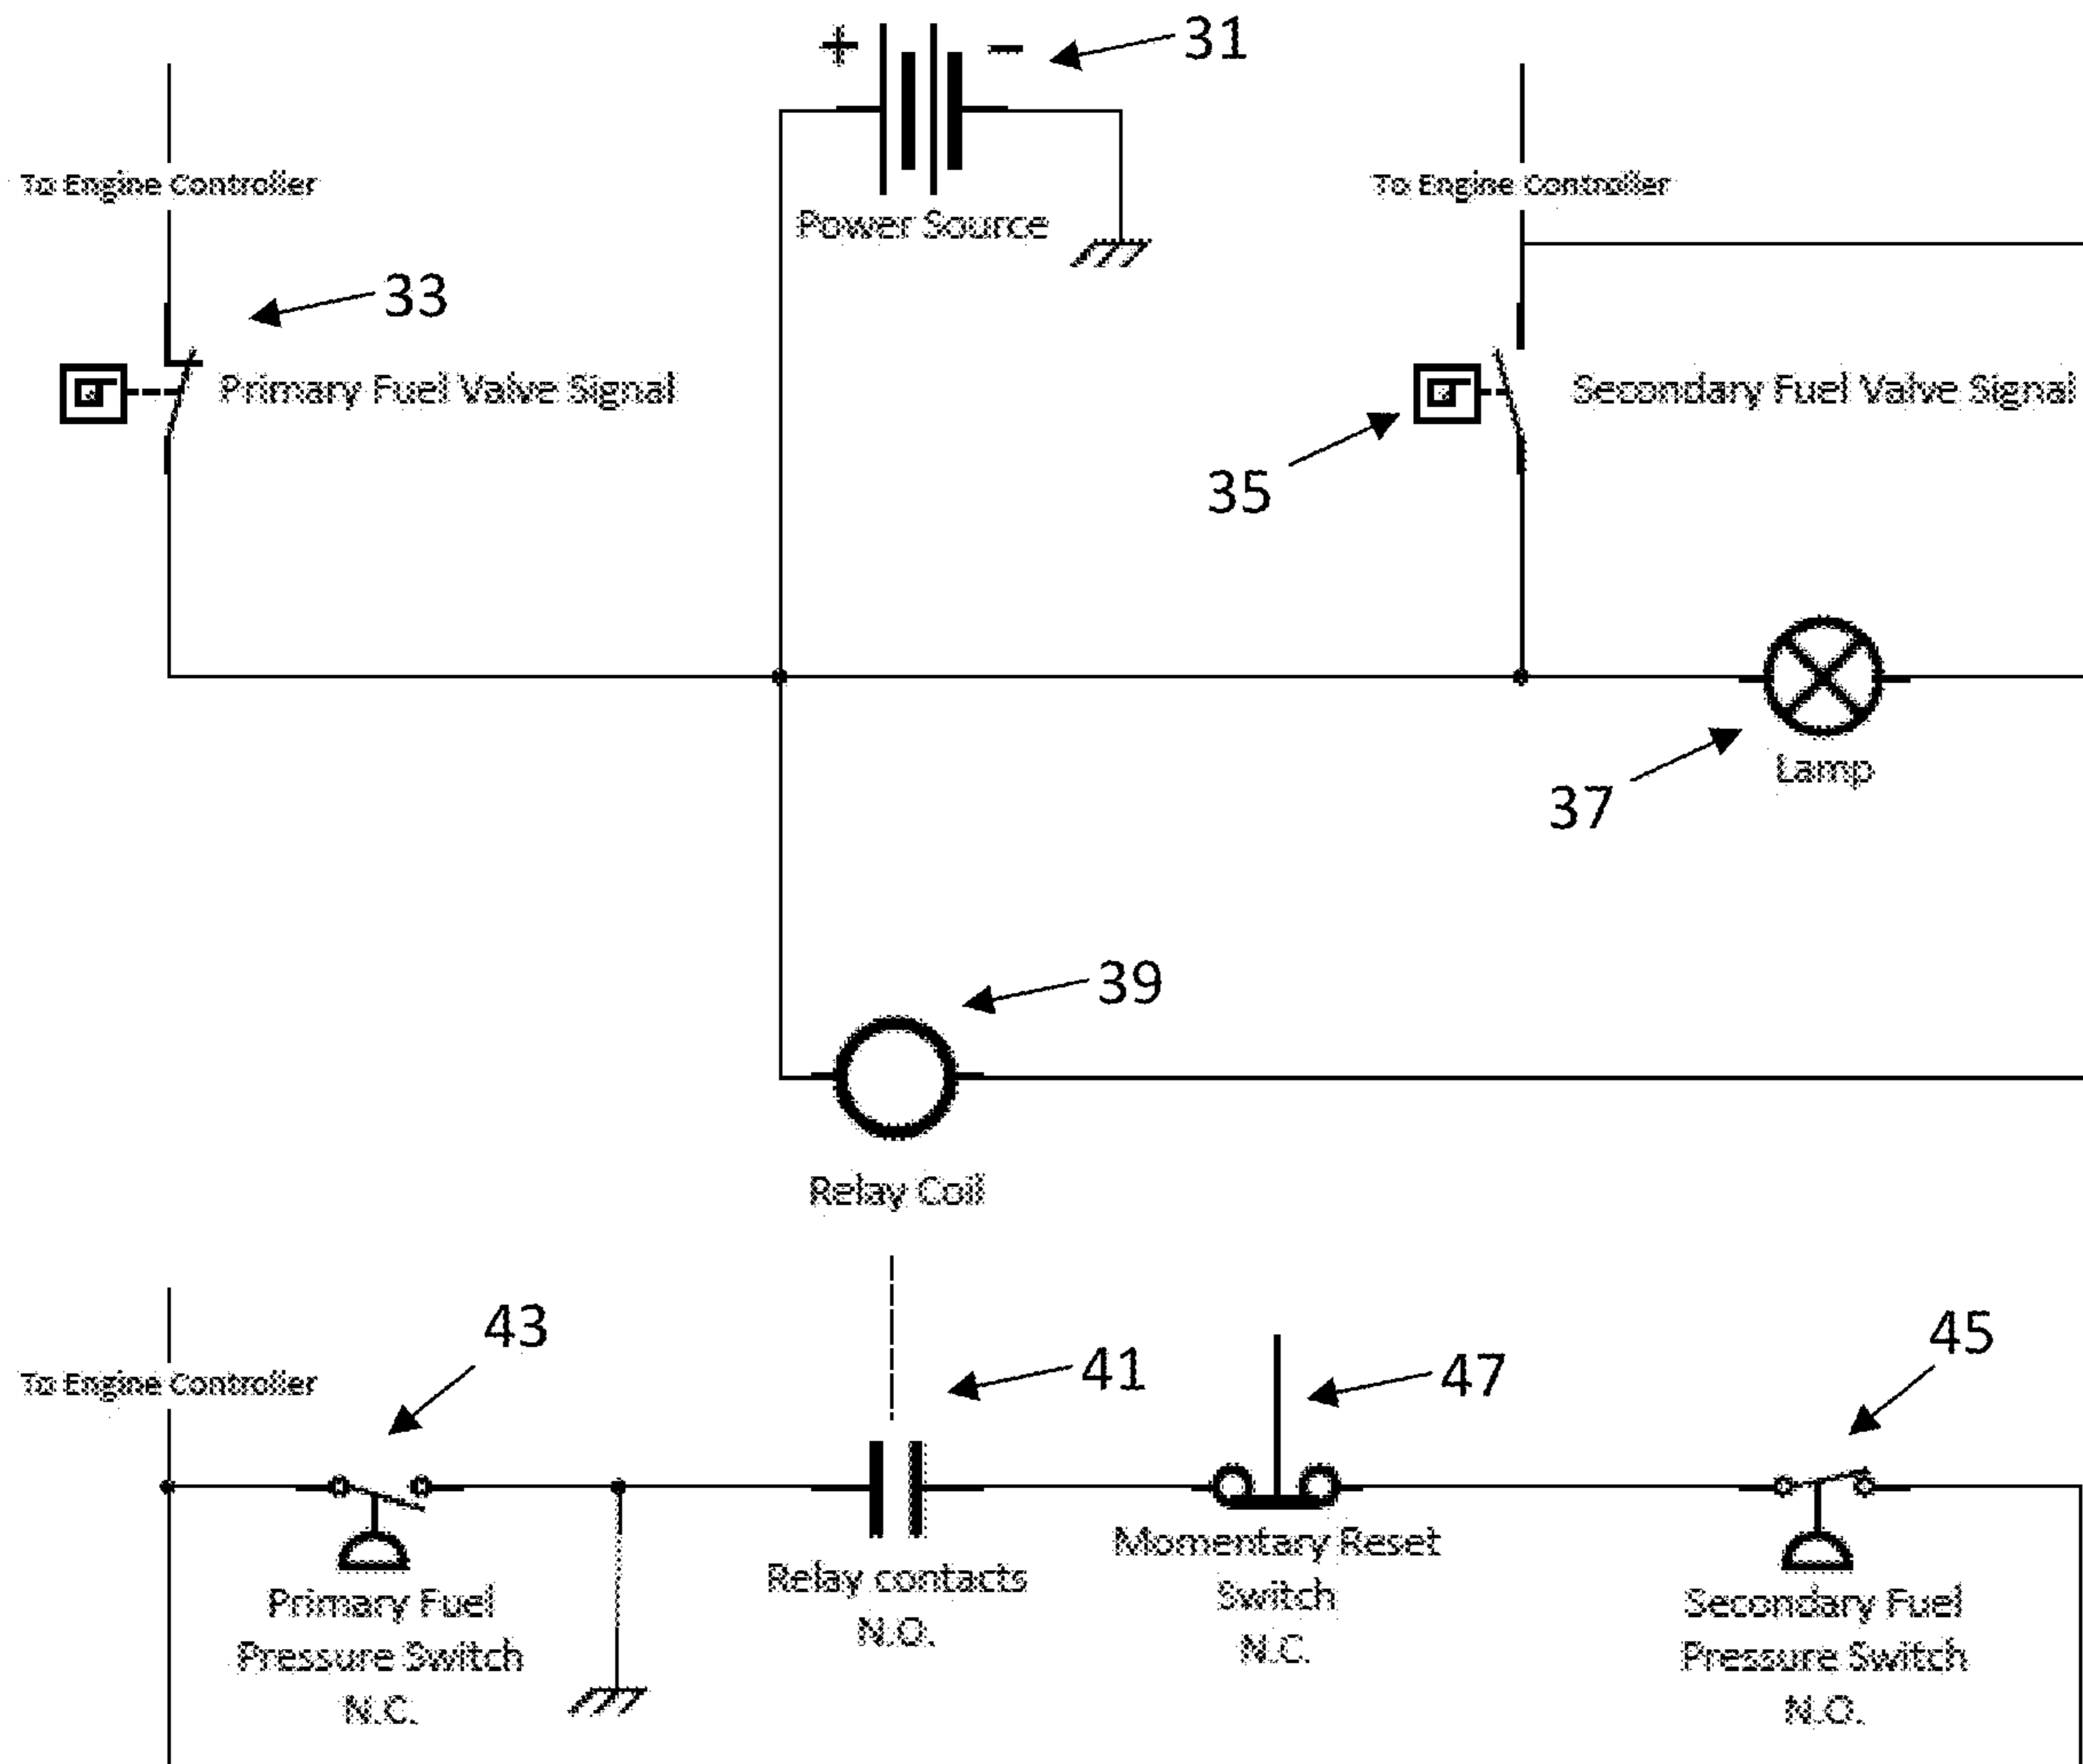 + −
31
To Engine Controller
To Engine Controller
Power Source
33
Primary Fuel Valve Signal
Secondary Fuel Valve Signal
35
Lamp
37
39
Relay Coil
43
45
41
47
To Engine Controller
Primary Fuel
Pressure Switch
N.C.
Relay contacts
N.O.
Momentary Reset
Switch
N.C.
Secondary Fuel
Pressure Switch
N.O.